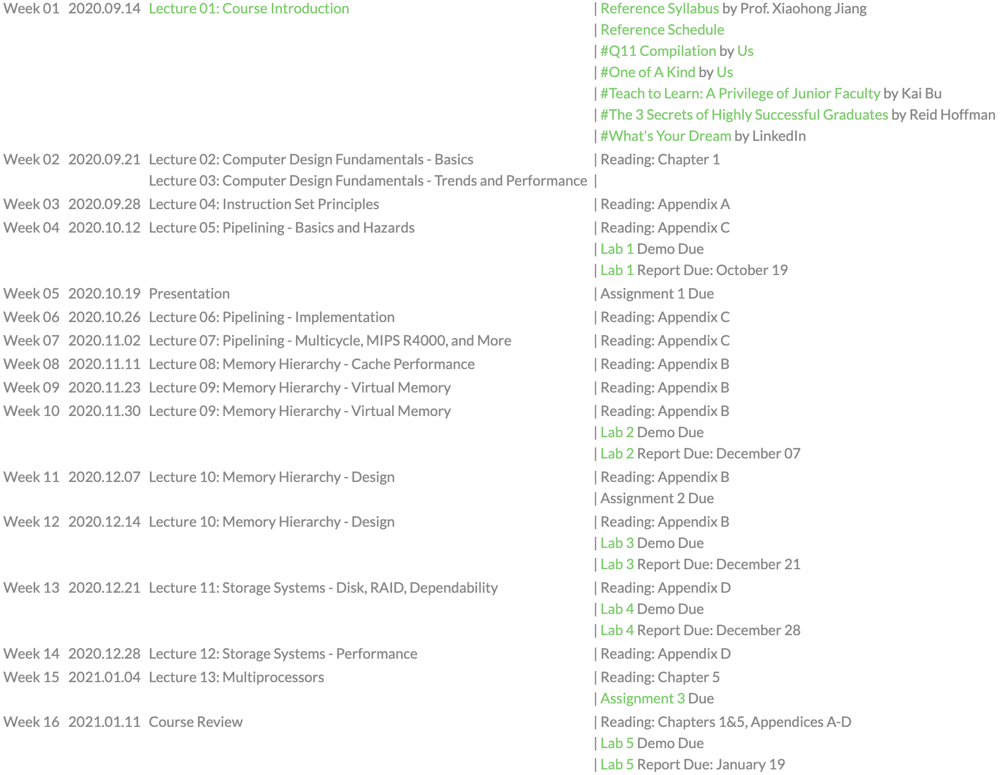 Week 01 2020.09.14 Lecture 01: Course Introduction | Reference Syllabus by Prof. Xiaohong Jiang
| Reference Schedule
| #Q11 Compilation by Us
| #One of A Kind by Us
| #Teach to Learn: A Privilege of Junior Faculty by Kai Bu
| #The 3 Secrets of Highly Successful Graduates by Reid Hoffman
| #What's Your Dream by LinkedIn
Week 02 2020.09.21 Lecture 02: Computer Design Fundamentals - Basics | Reading: Chapter 1
Lecture 03: Computer Design Fundamentals - Trends and Performance |
Week 03 2020.09.28 Lecture 04: Instruction Set Principles | Reading: Appendix A
Week 04 2020.10.12 Lecture 05: Pipelining - Basics and Hazards | Reading: Appendix C
| Lab 1 Demo Due
| Lab 1 Report Due: October 19
Week 05 2020.10.19 Presentation | Assignment 1 Due
Week 06 2020.10.26 Lecture 06: Pipelining - Implementation | Reading: Appendix C
Week 07 2020.11.02 Lecture 07: Pipelining - Multicycle, MIPS R4000, and More | Reading: Appendix C
Week 08 2020.11.11 Lecture 08: Memory Hierarchy - Cache Performance | Reading: Appendix B
Week 09 2020.11.23 Lecture 09: Memory Hierarchy - Virtual Memory | Reading: Appendix B
Week 10 2020.11.30 Lecture 09: Memory Hierarchy - Virtual Memory | Reading: Appendix B
| Lab 2 Demo Due
| Lab 2 Report Due: December 07
Week 11 2020.12.07 Lecture 10: Memory Hierarchy - Design | Reading: Appendix B
| Assignment 2 Due
Week 12 2020.12.14 Lecture 10: Memory Hierarchy - Design | Reading: Appendix B
| Lab 3 Demo Due
| Lab 3 Report Due: December 21
Week 13 2020.12.21 Lecture 11: Storage Systems - Disk, RAID, Dependability | Reading: Appendix D
| Lab 4 Demo Due
| Lab 4 Report Due: December 28
Week 14 2020.12.28 Lecture 12: Storage Systems - Performance | Reading: Appendix D
Week 15 2021.01.04 Lecture 13: Multiprocessors | Reading: Chapter 5
| Assignment 3 Due
Week 16 2021.01.11 Course Review | Reading: Chapters 1&5, Appendices A-D
| Lab 5 Demo Due
| Lab 5 Report Due: January 19